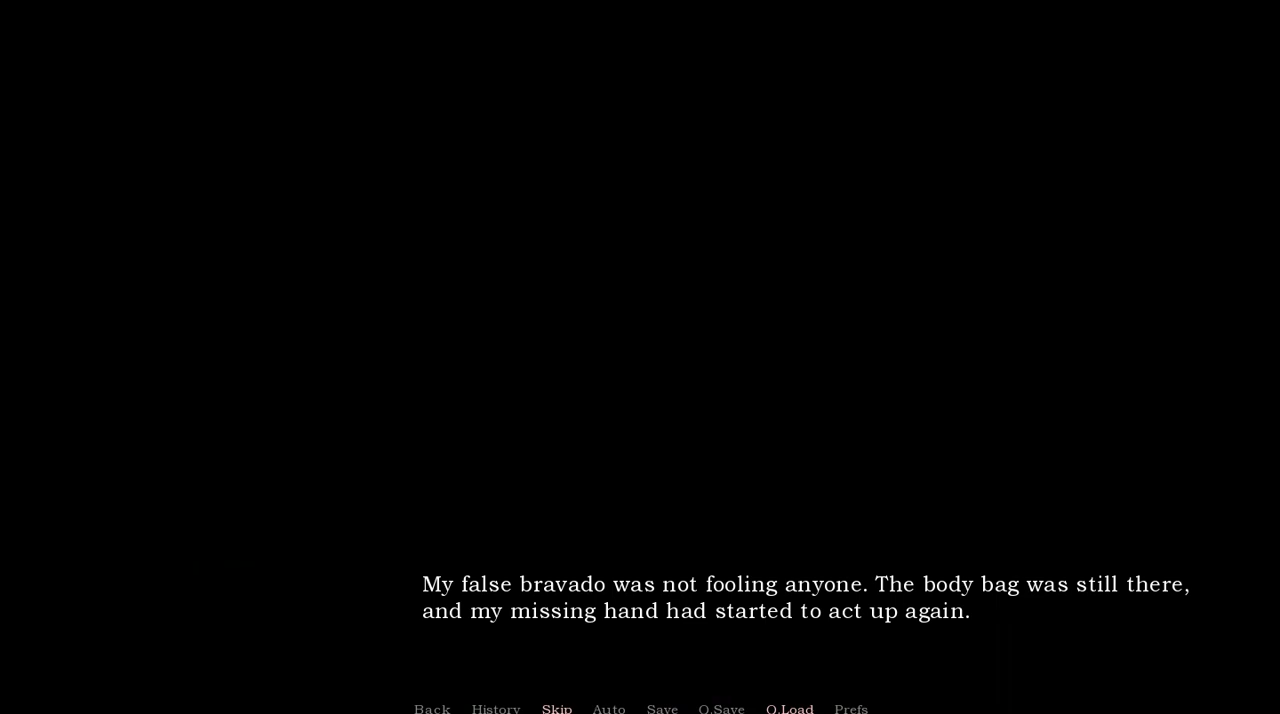 My false bravado was not fooling anyone. The body bag was still there,
and my missing hand had started to act up again.
Back History Skip Auto Save Q.Save Q.Load Prefs